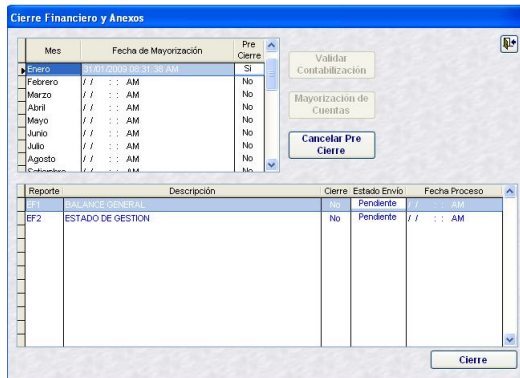 Cierre Financiero y Anexos
Mes Fecha de Mayorización Pre Cierre
Enero 31/01/2009 08:31:38 AM Si
Febrero / / : : AM No
Marzo / / : : AM No
Abril / / : : AM No
Mayo / / : : AM No
Junio / / : : AM No
Julio / / : : AM No
Agosto / / : : AM No
Setiembre / / : : AM No
Validar Contabilización
Mayorización de Cuentas
Cancelar Pre Cierre
Reporte Descripción Cierre Estado Envío Fecha Proceso
EF1 BALANCE GENERAL No Pendiente / / : : AM
EF2 ESTADO DE GESTION No Pendiente / / : : AM
Cierre